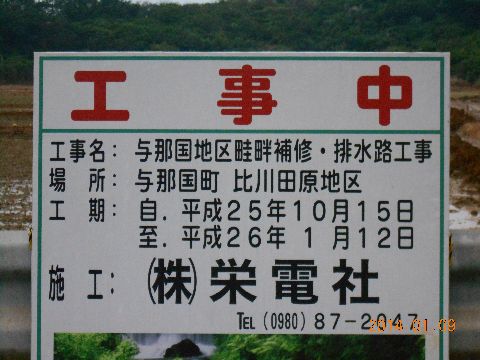 工事中
工事名: 与那国地区畦畔補修・排水路工事
場所: 与那国町 比川田原地区
工期: 自. 平成25年10月15日
至. 平成26年 1月12日
施工: ㈱栄電社
TEL (0980) 87-2047
2014 01 09